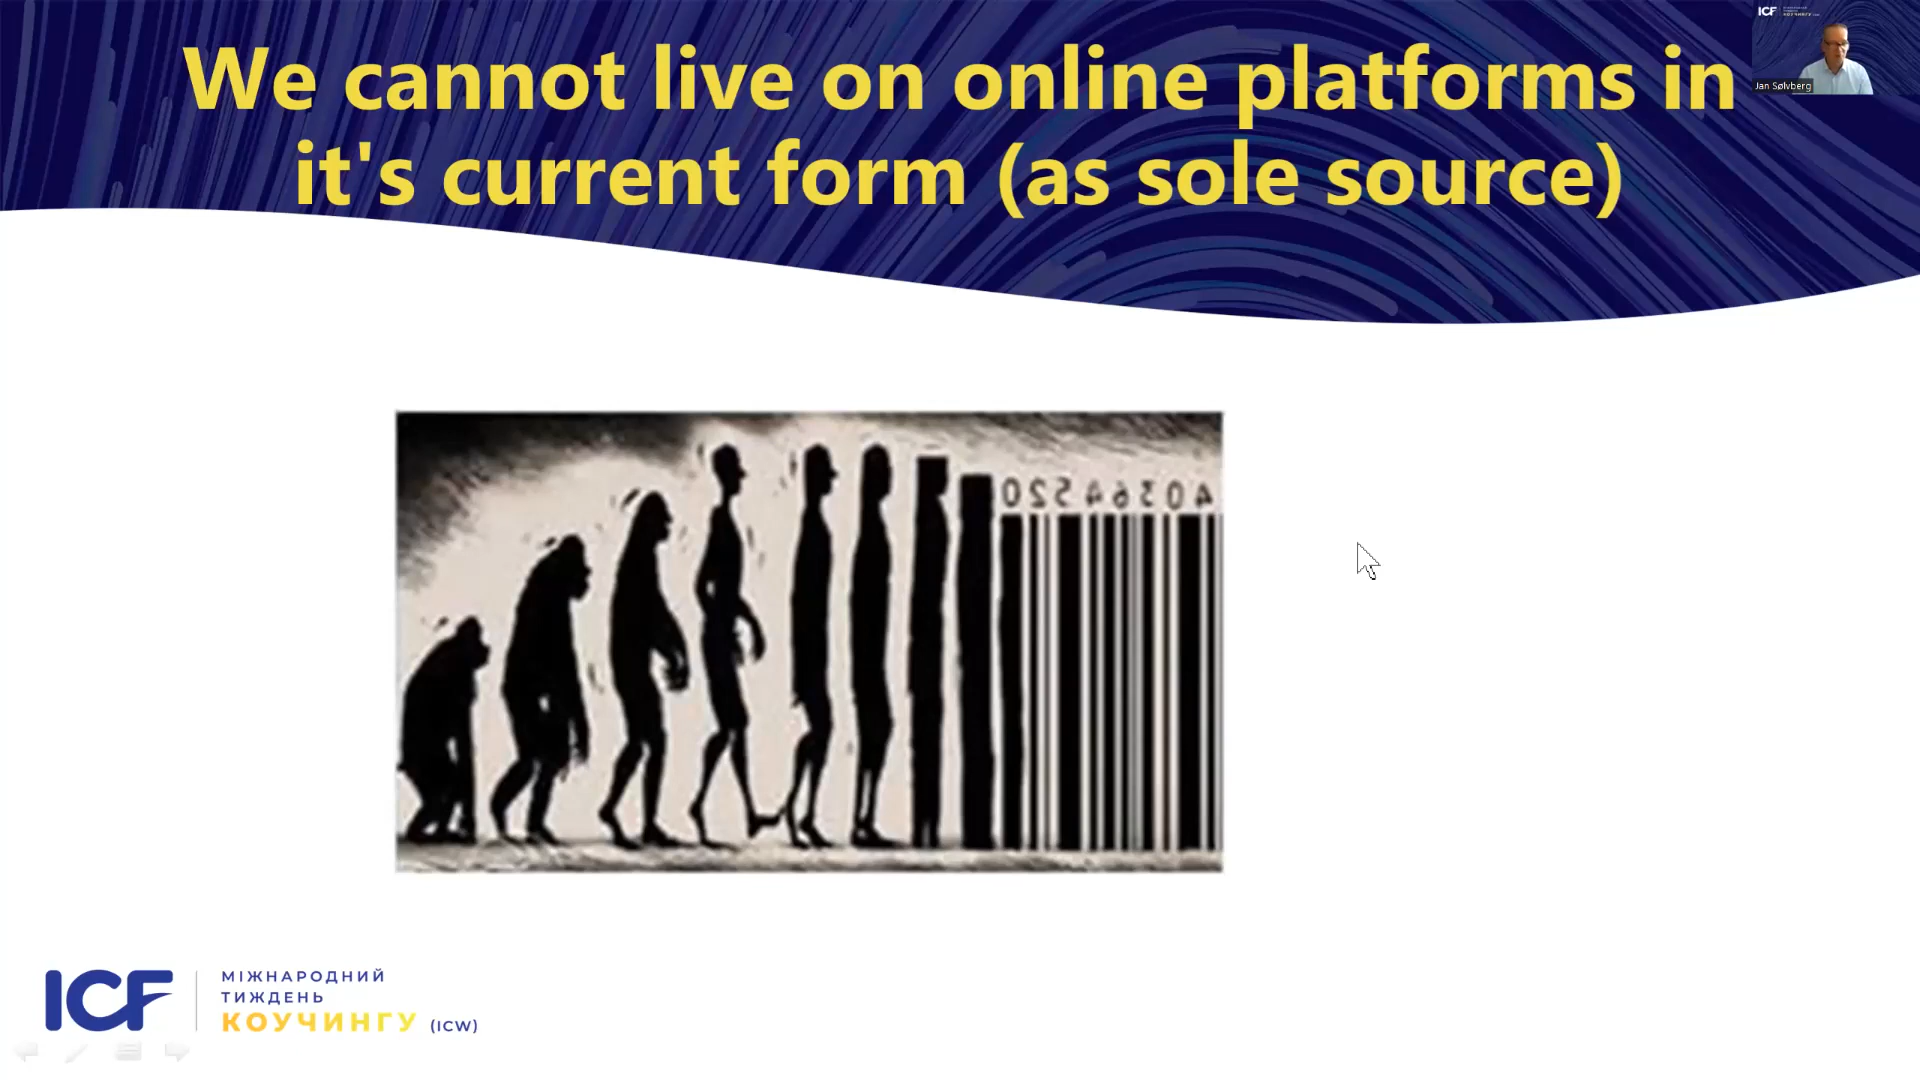 We cannot live on online platforms in
it's current form (as sole source)
ICF
Jan Sølvberg
40364520
ICF
МІЖНАРОДНИЙ
ТИЖДЕНЬ
КОУЧИНГУ (ICW)